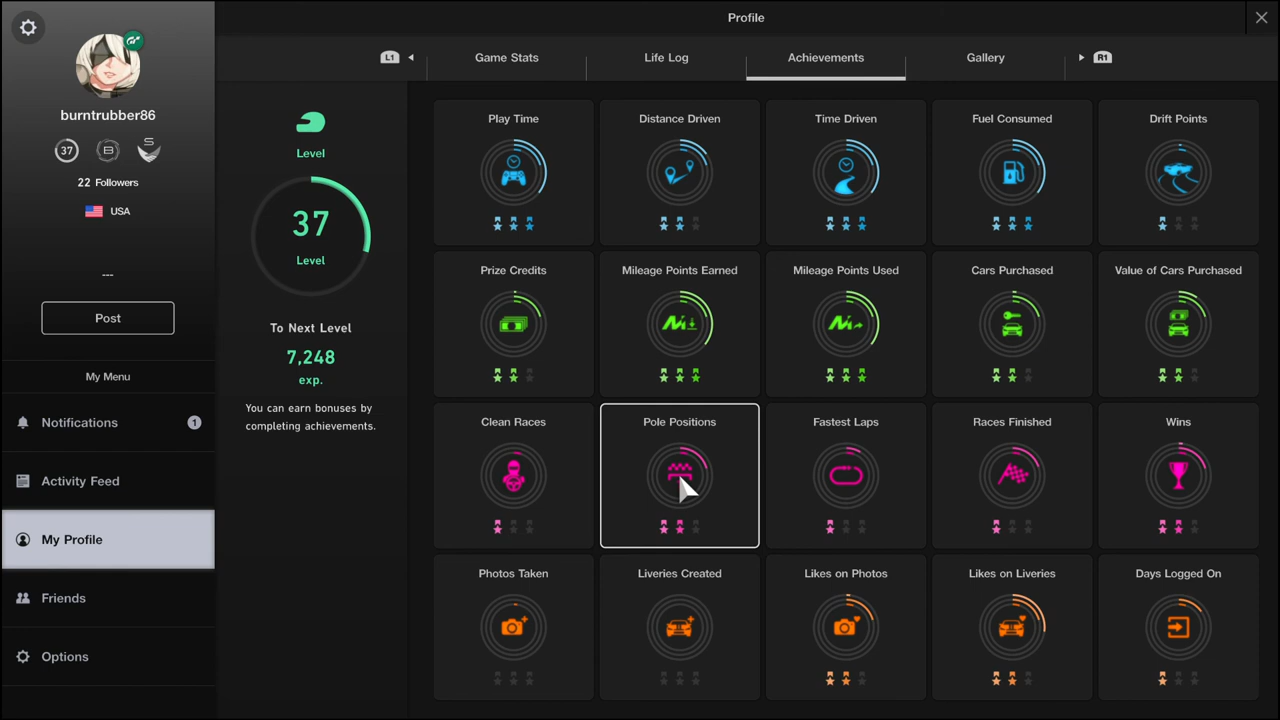 Profile
burntrubber86
37
B
S
22 Followers
USA
---
Post
My Menu
Notifications
1
Activity Feed
My Profile
Friends
Options
L1
Game Stats
Life Log
Achievements
Gallery
R1
Level
37
Level
To Next Level
7,248
exp.
You can earn bonuses by
completing achievements.
Play Time
Distance Driven
Time Driven
Fuel Consumed
Drift Points
Prize Credits
Mileage Points Earned
Mileage Points Used
Cars Purchased
Value of Cars Purchased
Clean Races
Pole Positions
Fastest Laps
Races Finished
Wins
Photos Taken
Liveries Created
Likes on Photos
Likes on Liveries
Days Logged On